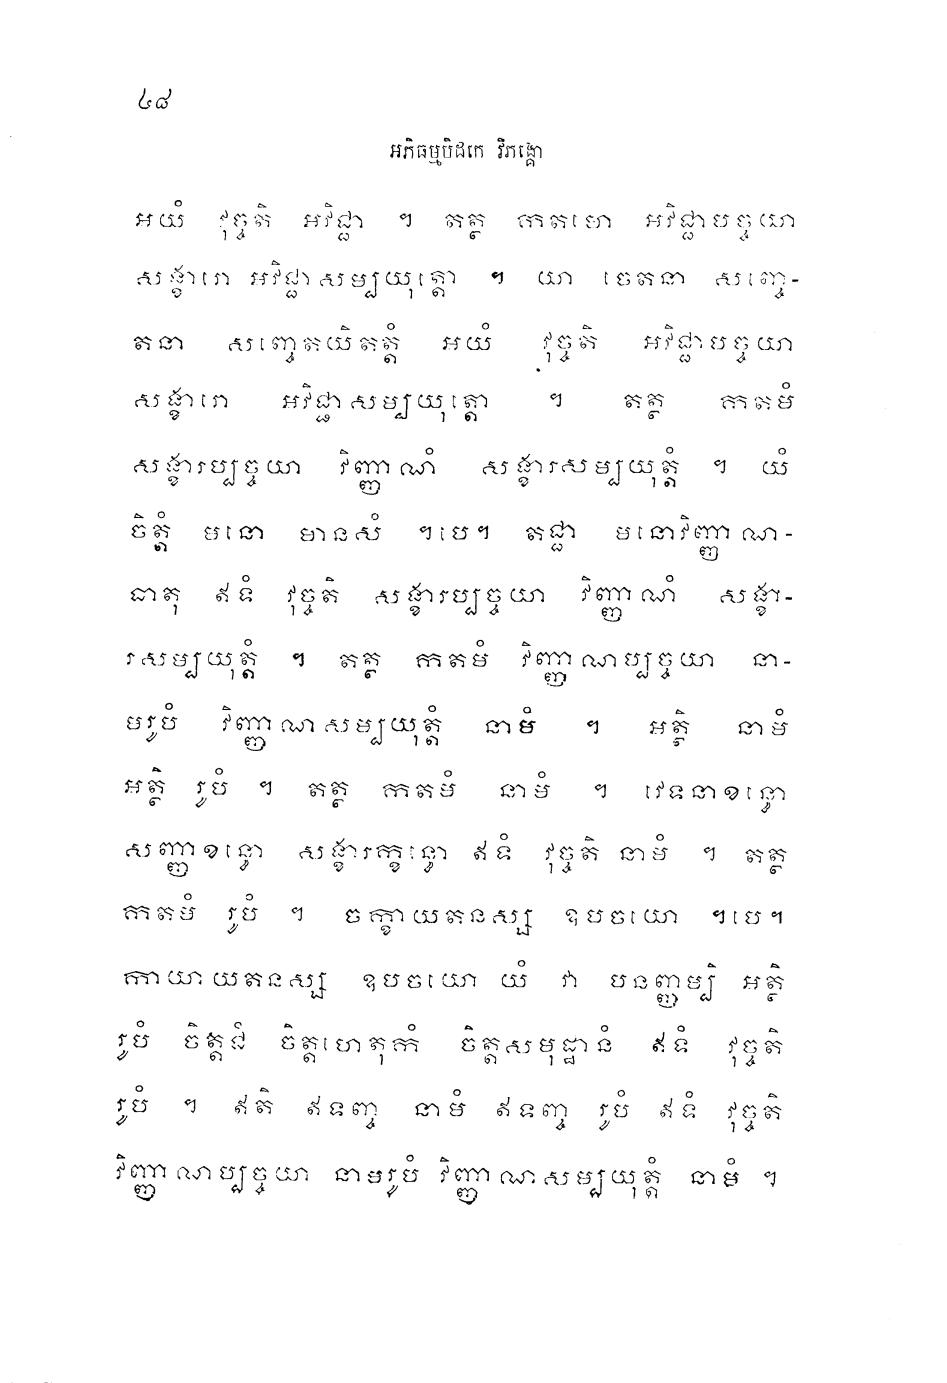 ៤៨
អភិធម្មបិដកេ វិភង្គោ
អយំ វុច្ចតិ អវិជ្ជា ។ តត្ថ កតមោ អវិជ្ជាបច្ចយា
សង្ខារោ អវិជ្ជាសម្បយុត្តោ ។ យា ចេតនា សញ្ចេ-
តនា សញ្ចេតយិតត្តំ អយំ វុច្ចតិ អវិជ្ជាបច្ចយា
សង្ខារោ អវិជ្ជាសម្បយុត្តោ ។ តត្ថ កតមំ
សង្ខារប្បច្ចយា វិញ្ញាណំ សង្ខារសម្បយុត្តំ ។ យំ
ចិត្តំ មនោ មានសំ ។បេ។ តជ្ជា មនោវិញ្ញាណ-
ធាតុ ឥទំ វុច្ចតិ សង្ខារប្បច្ចយា វិញ្ញាណំ សង្ខា-
រសម្បយុត្តំ ។ តត្ថ កតមំ វិញ្ញាណប្បច្ចយា នា-
មរូបំ វិញ្ញាណសម្បយុត្តំ នាមំ ។ អត្ថិ នាមំ
អត្ថិ រូបំ ។ តត្ថ កតមំ នាមំ ។ វេទនាខន្ធោ
សញ្ញាខន្ធោ សង្ខារក្ខន្ធោ ឥទំ វុច្ចតិ នាមំ ។ តត្ថ
កតមំ រូបំ ។ ចក្ខាយតនស្ស ឧបចយោ ។បេ។
កាយាយតនស្ស ឧបចយោ យំ វា បនញ្ញម្បិ អត្ថិ
រូបំ ចិត្តជំ ចិត្តហេតុកំ ចិត្តសមុដ្ឋានំ ឥទំ វុច្ចតិ
រូបំ ។ ឥតិ ឥទញ្ច នាមំ ឥទញ្ច រូបំ ឥទំ វុច្ចតិ
វិញ្ញាណប្បច្ចយា នាមរូបំ វិញ្ញាណសម្បយុត្តំ នាមំ ។